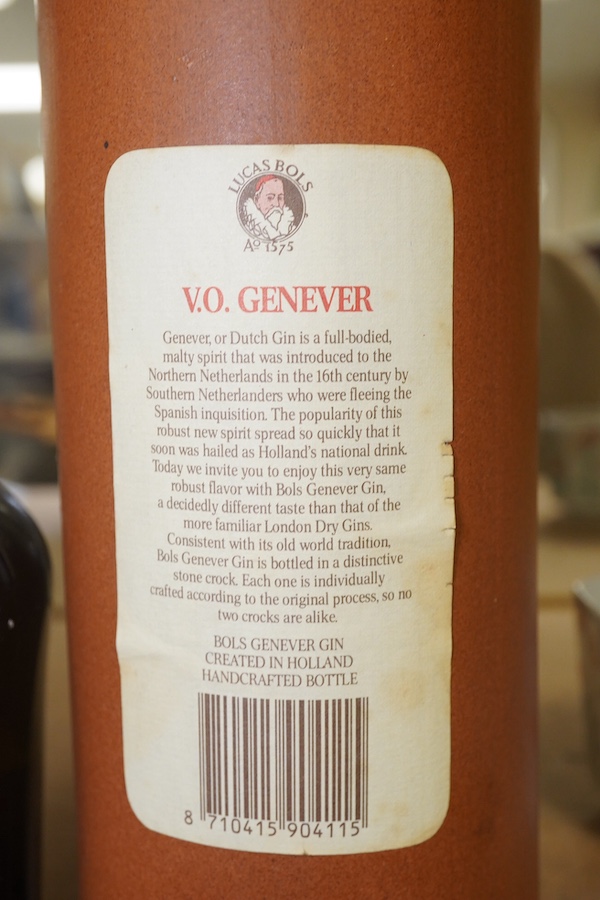 LUCAS BOLS
Aº 1575
V.O. GENEVER
Genever, or Dutch Gin is a full-bodied,
malty spirit that was introduced to the
Northern Netherlands in the 16th century by
Southern Netherlanders who were fleeing the
Spanish inquisition. The popularity of this
robust new spirit spread so quickly that it
soon was hailed as Holland's national drink.
Today we invite you to enjoy this very same
robust flavor with Bols Genever Gin,
a decidedly different taste than that of the
more familiar London Dry Gins.
Consistent with its old world tradition,
Bols Genever Gin is bottled in a distinctive
stone crock. Each one is individually
crafted according to the original process, so no
two crocks are alike.
BOLS GENEVER GIN
CREATED IN HOLLAND
HANDCRAFTED BOTTLE
8 710415 904115